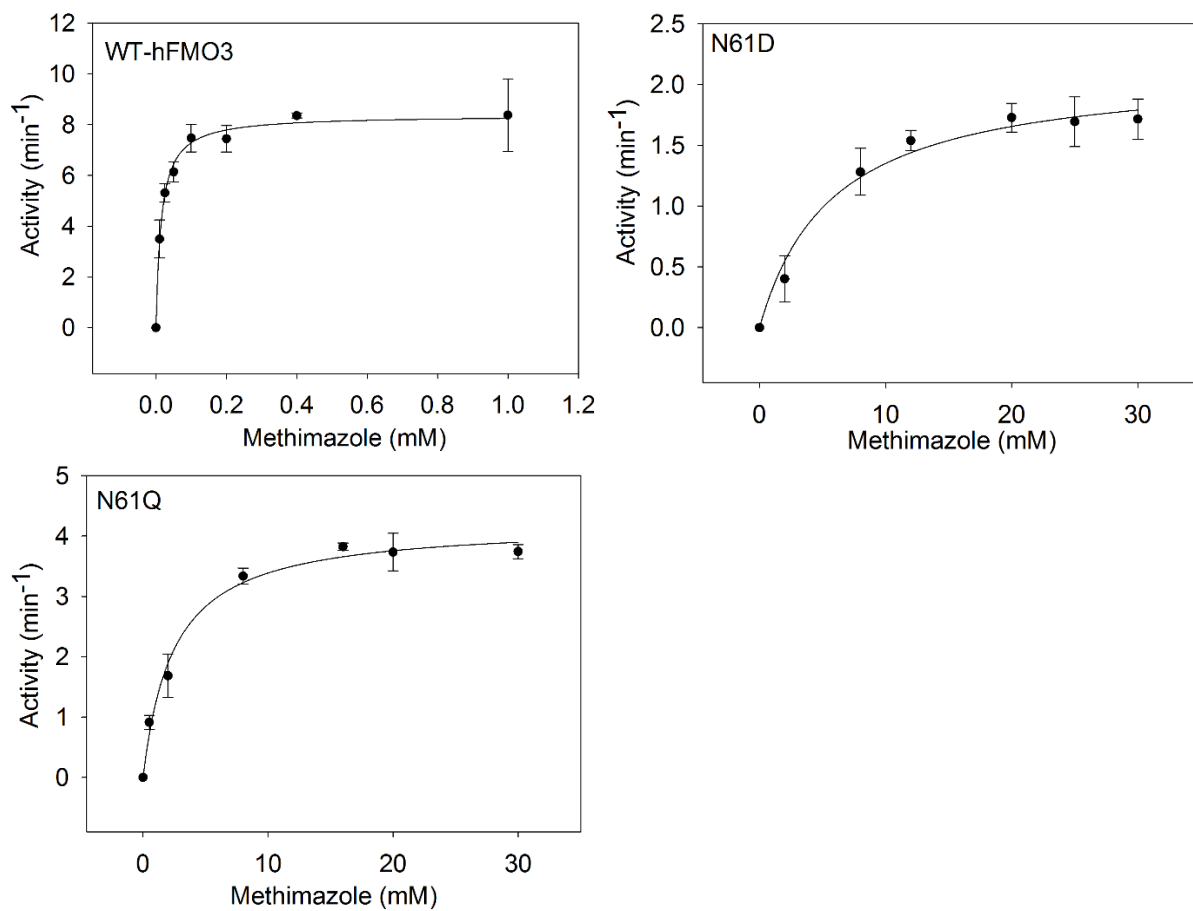 12
10
8
6
4
2
0
WT-hFMO3
Activity (min⁻¹)
0.0 0.2 0.4 0.6 0.8 1.0 1.2
Methimazole (mM)
2.5
2.0
1.5
1.0
0.5
0.0
N61D
Activity (min⁻¹)
0 10 20 30
Methimazole (mM)
5
4
3
2
1
0
N61Q
Activity (min⁻¹)
0 10 20 30
Methimazole (mM)